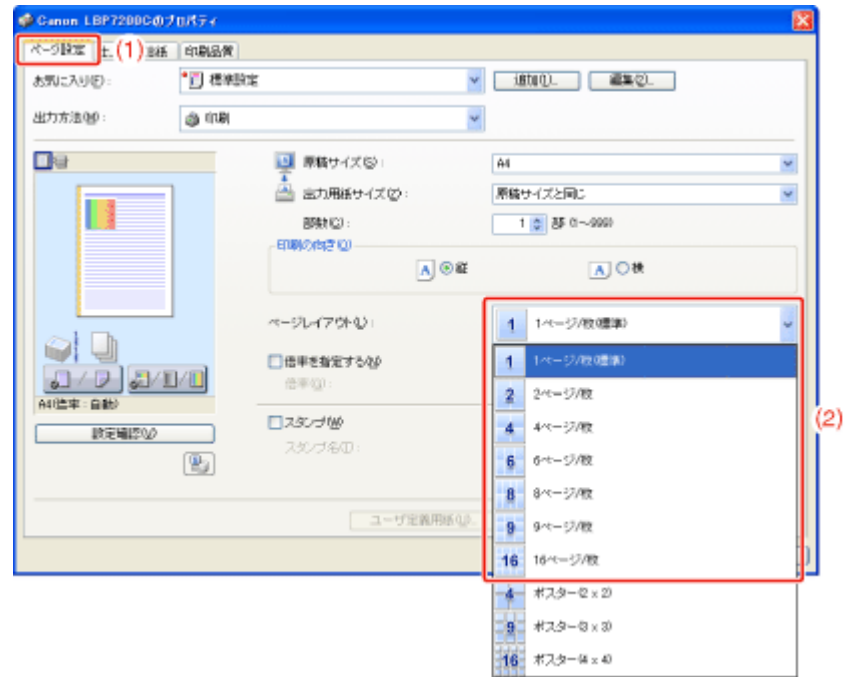 Canon LBP7200Cのプロパティ
ページ設定
(1)
印刷品質
お気に入り(F):
標準設定
追加(1)...
編集(2)...
出力方法(M):
印刷
原稿サイズ(S):
A4
出力用紙サイズ(Z):
原稿サイズと同じ
部数(C):
1 部 (1～999)
印刷の向き(O)
A 縦
A 横
ページレイアウト(L):
1 1ページ/枚(標準)
1 1ページ/枚(標準)
2 2ページ/枚
4 4ページ/枚
6 6ページ/枚
8 8ページ/枚
9 9ページ/枚
16 16ページ/枚
4 ポスター(2 x 2)
9 ポスター(3 x 3)
16 ポスター(4 x 4)
(2)
倍率を指定する(N)
倍率(G):
スタンプ(W)
スタンプ名(T):
A4(倍率:自動)
設定確認(V)
ユーザ定義用紙(U)...